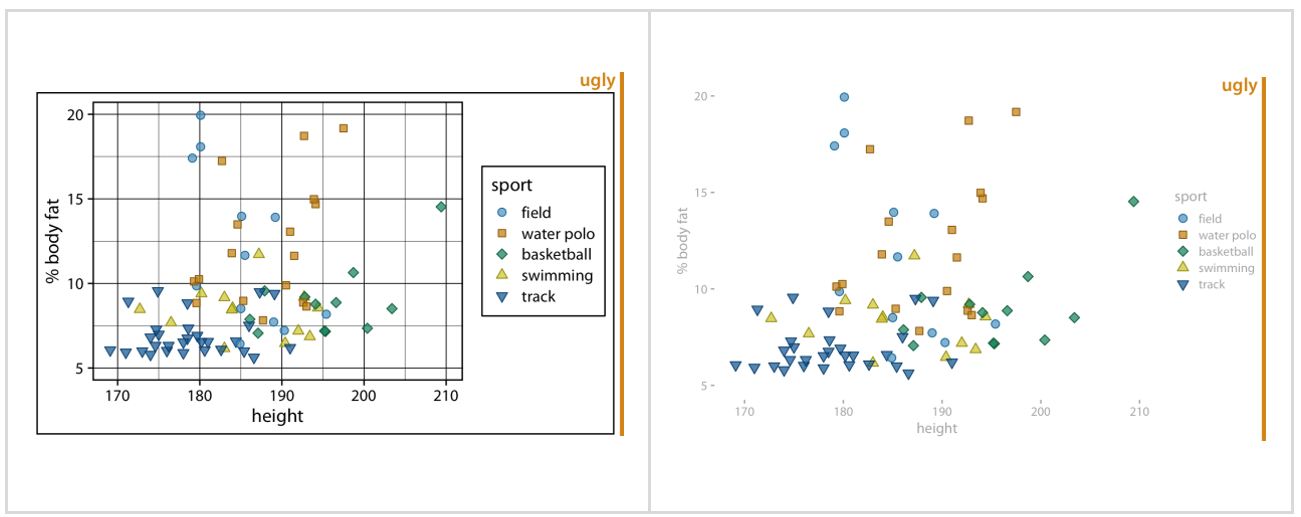 ugly
20
15
10
5
% body fat
170 180 190 200 210
height
sport
field
water polo
basketball
swimming
track
ugly
20
15
10
5
% body fat
170 180 190 200 210
height
sport
field
water polo
basketball
swimming
track